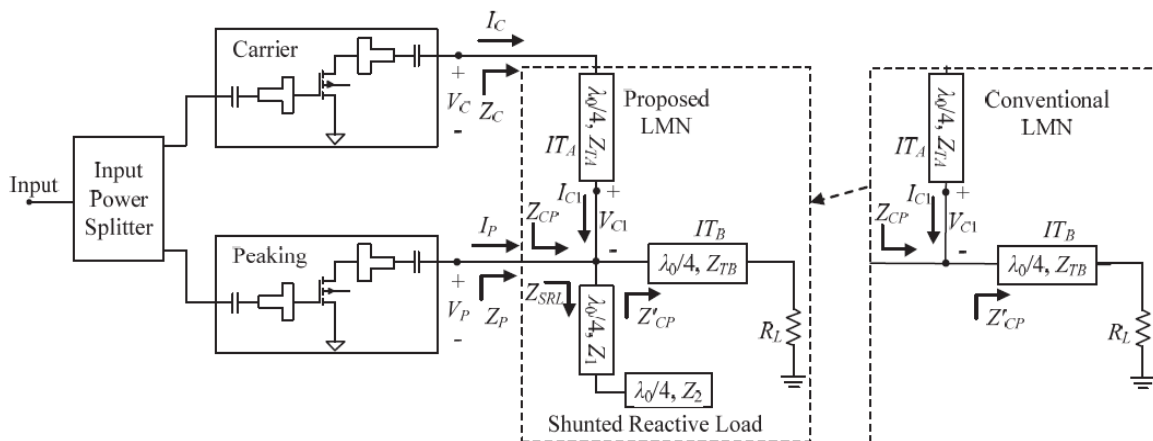 Input
Input
Power
Splitter
Carrier
I_C
+
V_C
-
Z_C
Peaking
I_P
+
V_P
-
Z_P
Proposed
LMN
λ₀/4, Z_TA
IT_A
I_C1
+
V_C1
-
Z_CP
IT_B
λ₀/4, Z_TB
Z_SRL
Z'_CP
λ₀/4, Z₁
λ₀/4, Z₂
R_L
Shunted Reactive Load
Conventional
LMN
λ₀/4, Z_TA
IT_A
I_C1
+
V_C1
-
Z_CP
IT_B
λ₀/4, Z_TB
Z'_CP
R_L